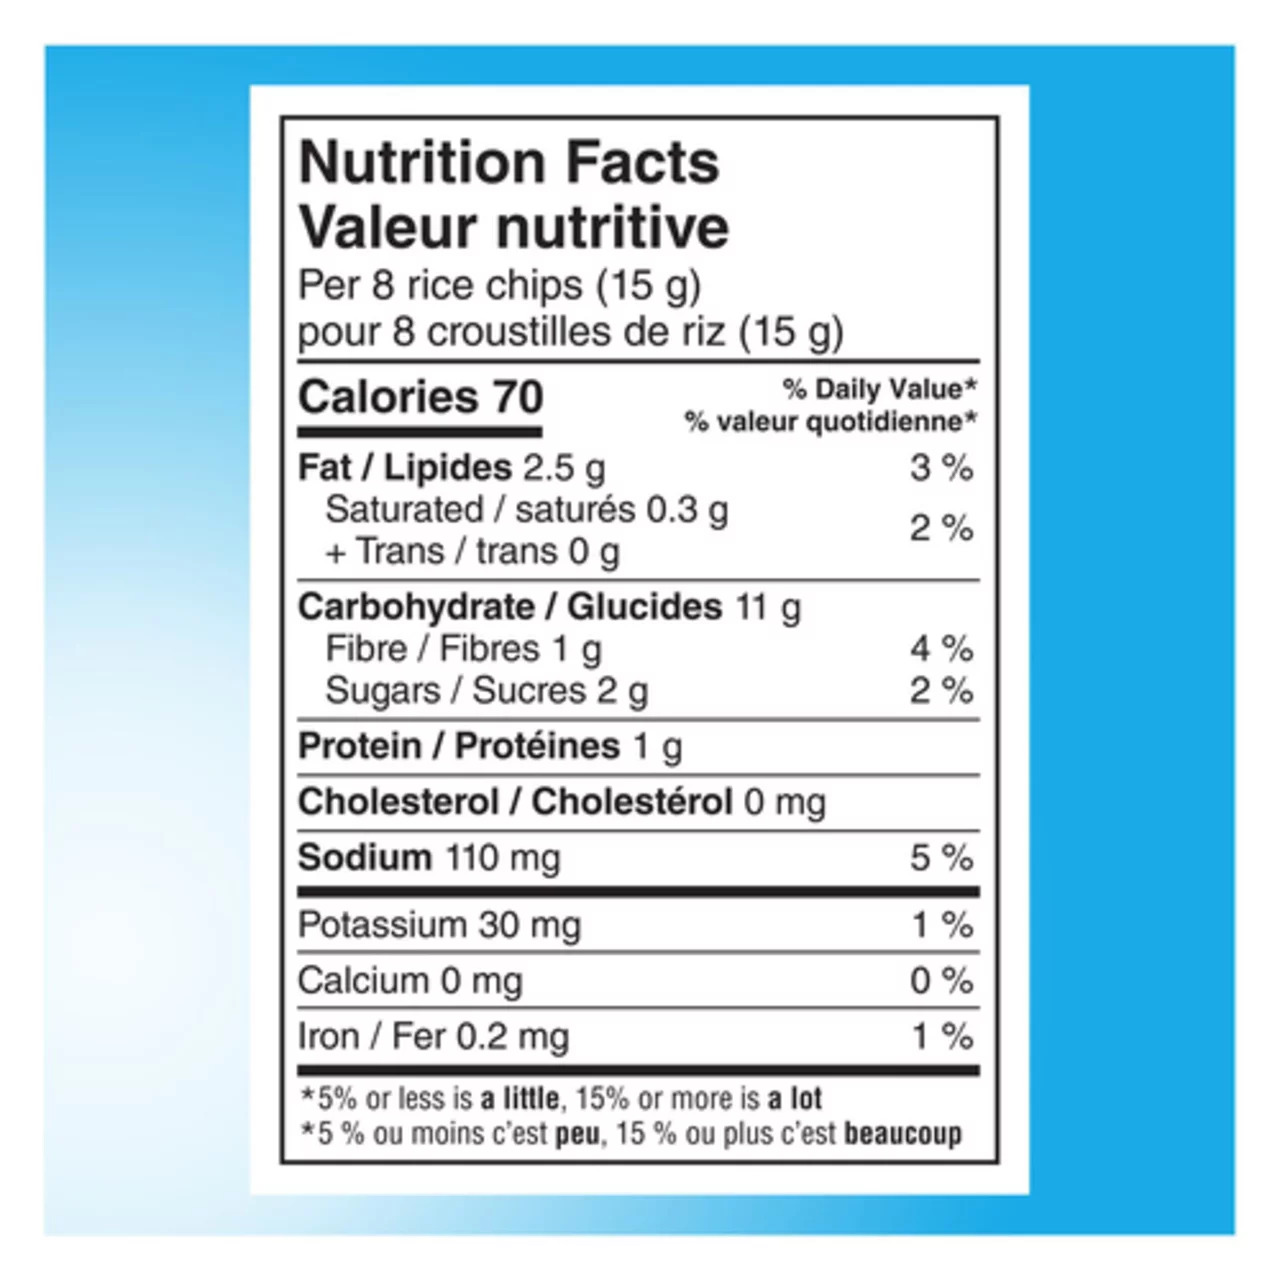 Nutrition Facts
Valeur nutritive
Per 8 rice chips (15 g)
pour 8 croustilles de riz (15 g)
Calories 70
% Daily Value*
% valeur quotidienne*
Fat / Lipides 2.5 g 3 %
Saturated / saturés 0.3 g
+ Trans / trans 0 g
2 %
Carbohydrate / Glucides 11 g
Fibre / Fibres 1 g 4 %
Sugars / Sucres 2 g 2 %
Protein / Protéines 1 g
Cholesterol / Cholestérol 0 mg
Sodium 110 mg 5 %
Potassium 30 mg 1 %
Calcium 0 mg 0 %
Iron / Fer 0.2 mg 1 %
*5% or less is a little, 15% or more is a lot
*5 % ou moins c'est peu, 15 % ou plus c'est beaucoup